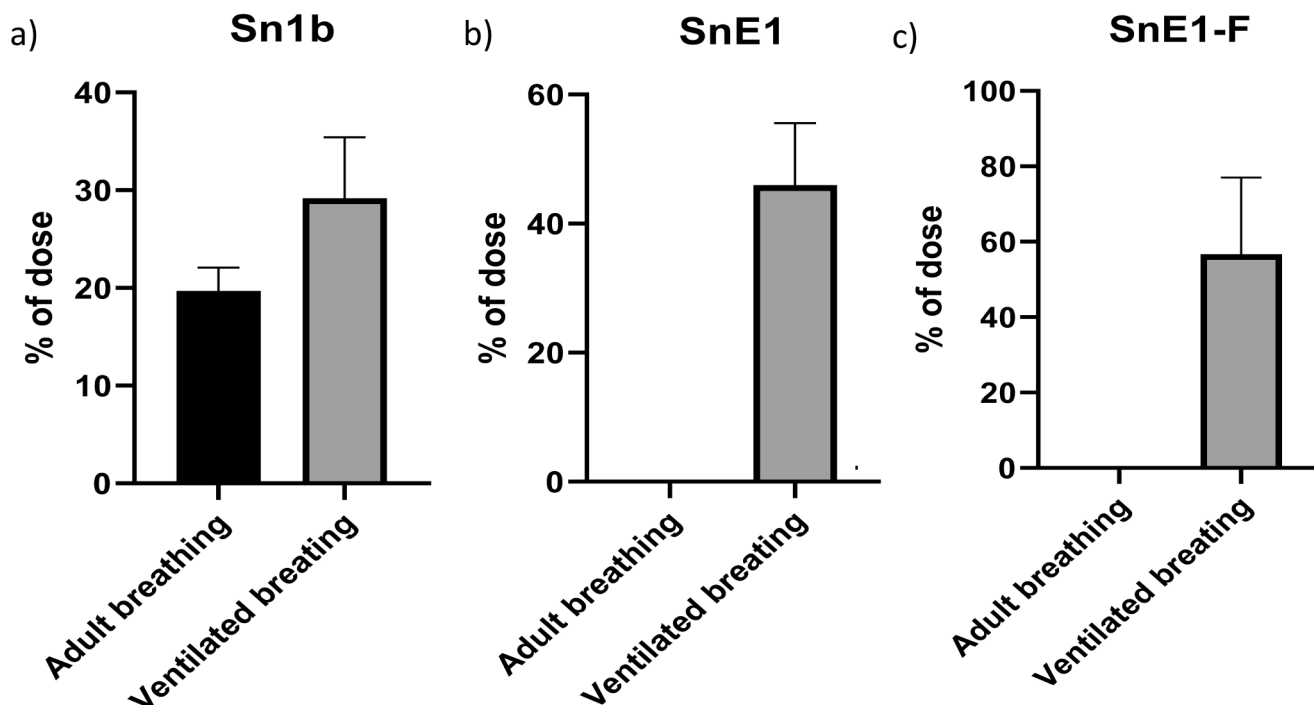 a)
Sn1b
% of dose
40
30
20
10
0
Adult breathing
Ventilated breating
b)
SnE1
% of dose
60
40
20
0
Adult breathing
Ventilated breating
c)
SnE1-F
% of dose
100
80
60
40
20
0
Adult breathing
Ventilated breating